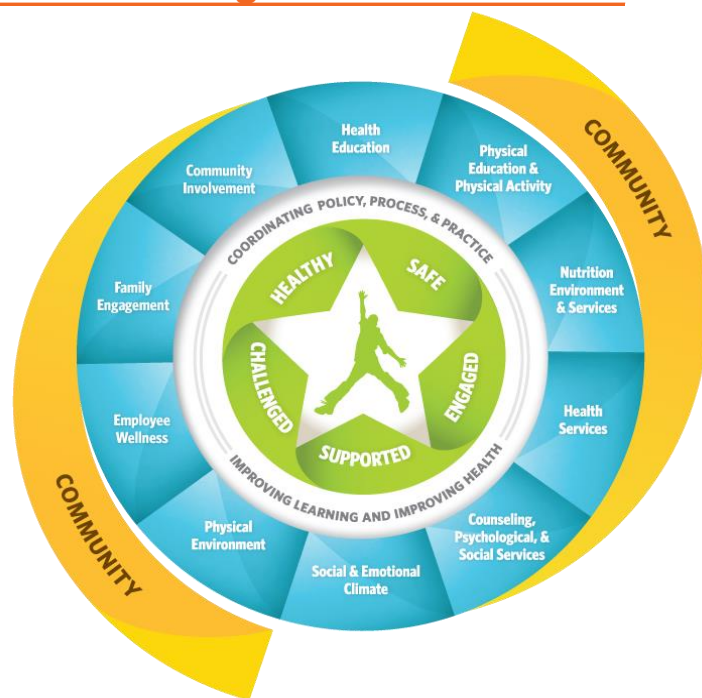 COMMUNITY
Health
Education
Physical
Education &
Physical Activity
Nutrition
Environment
& Services
Health
Services
Counseling,
Psychological, &
Social Services
Social & Emotional
Climate
Physical
Environment
Employee
Wellness
Family
Engagement
Community
Involvement
COORDINATING POLICY, PROCESS, & PRACTICE
IMPROVING LEARNING AND IMPROVING HEALTH
HEALTHY
SAFE
ENGAGED
SUPPORTED
CHALLENGED
COMMUNITY